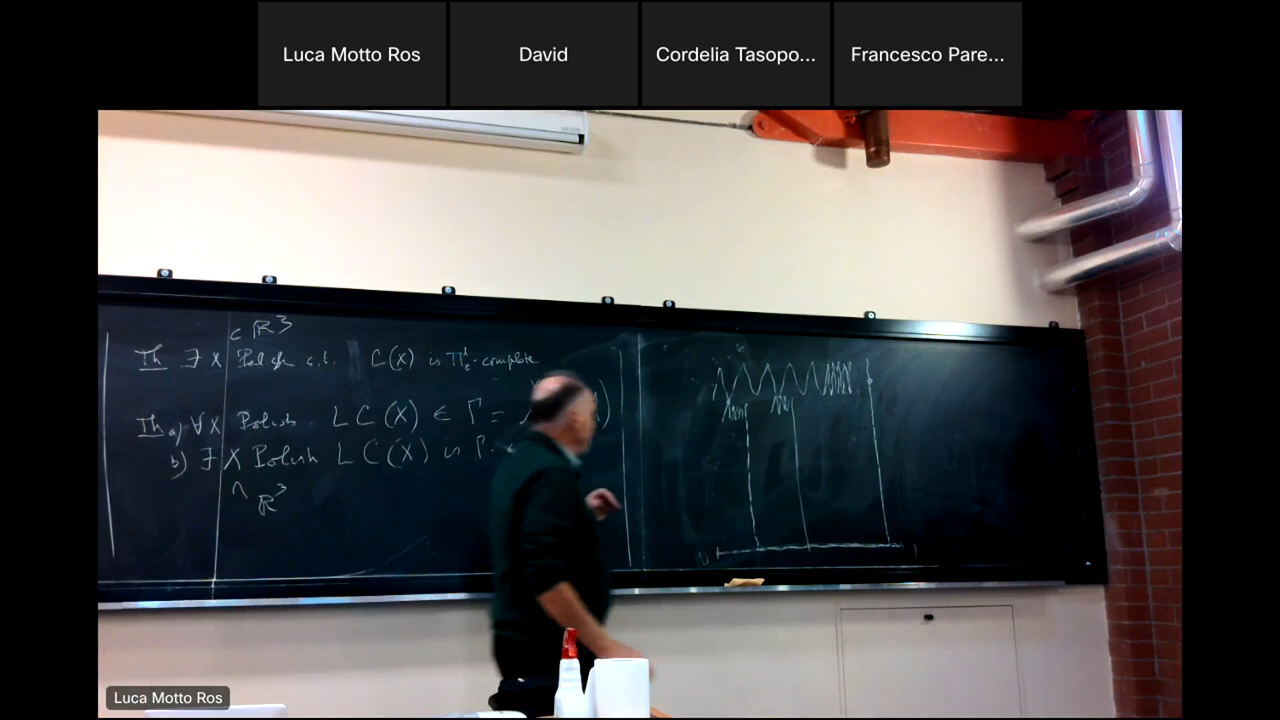 Luca Motto Ros
David
Cordelia Tasopo...
Francesco Pare...
⊂ ℝ³
Th ∃ X Polish s.t. C(X) is Π¹₂-complete
Th a) ∀ X Polish LC(X) ∈ Γ =
b) ∃ X Polish LC(X) is Γ-
∩
ℝ³
0
Luca Motto Ros